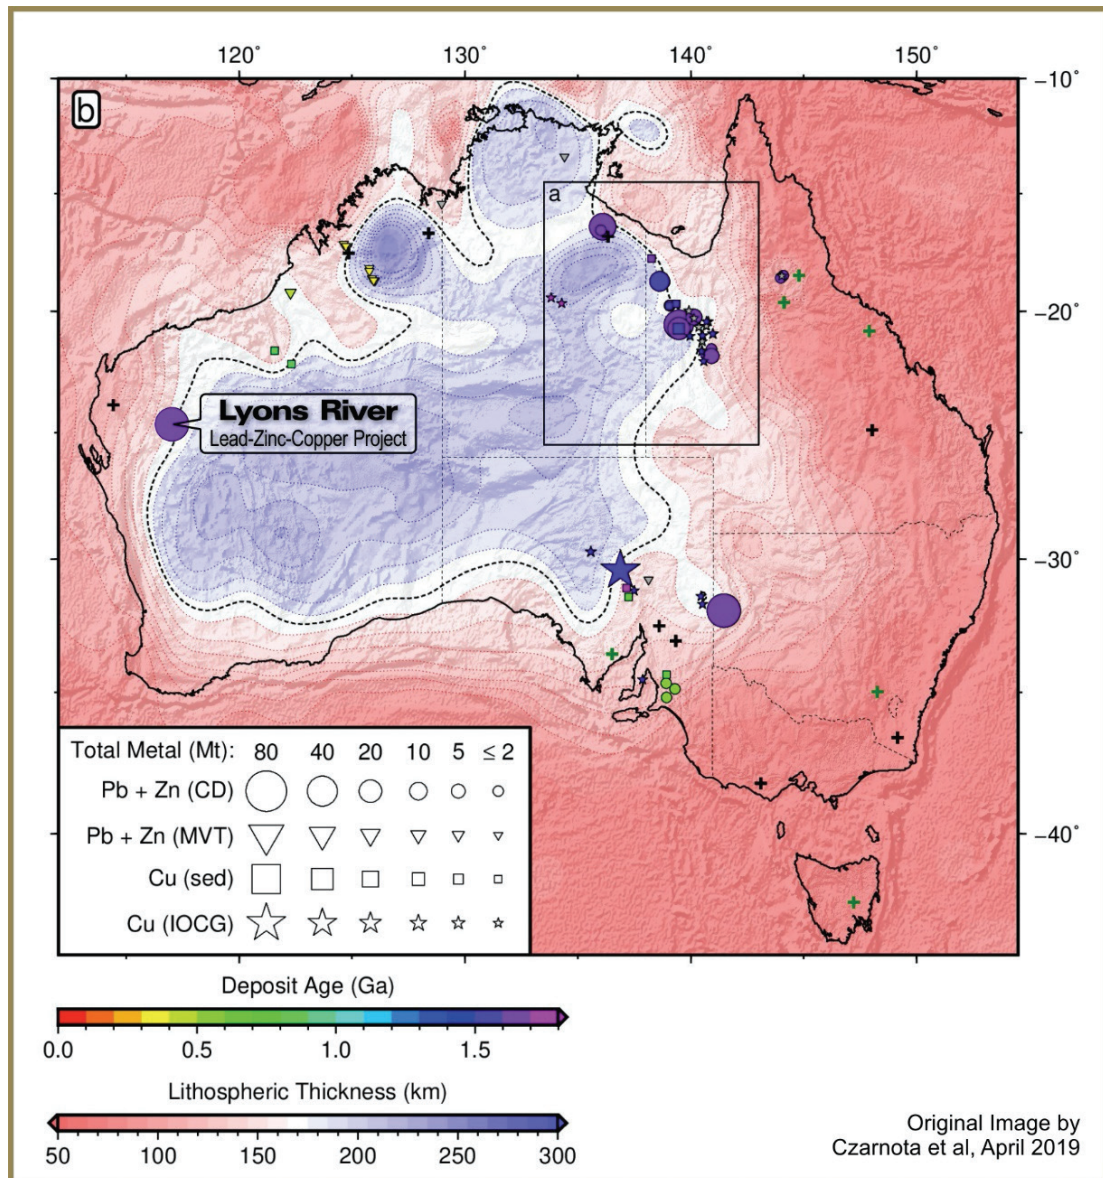 120° 130° 140° 150°
b
-10°
a
-20°
Lyons River
Lead-Zinc-Copper Project
-30°
Total Metal (Mt): 80 40 20 10 5 ≤ 2
Pb + Zn (CD)
Pb + Zn (MVT)
-40°
Cu (sed)
Cu (IOCG)
Deposit Age (Ga)
0.0 0.5 1.0 1.5
Lithospheric Thickness (km)
50 100 150 200 250 300
Original Image by
Czarnota et al, April 2019